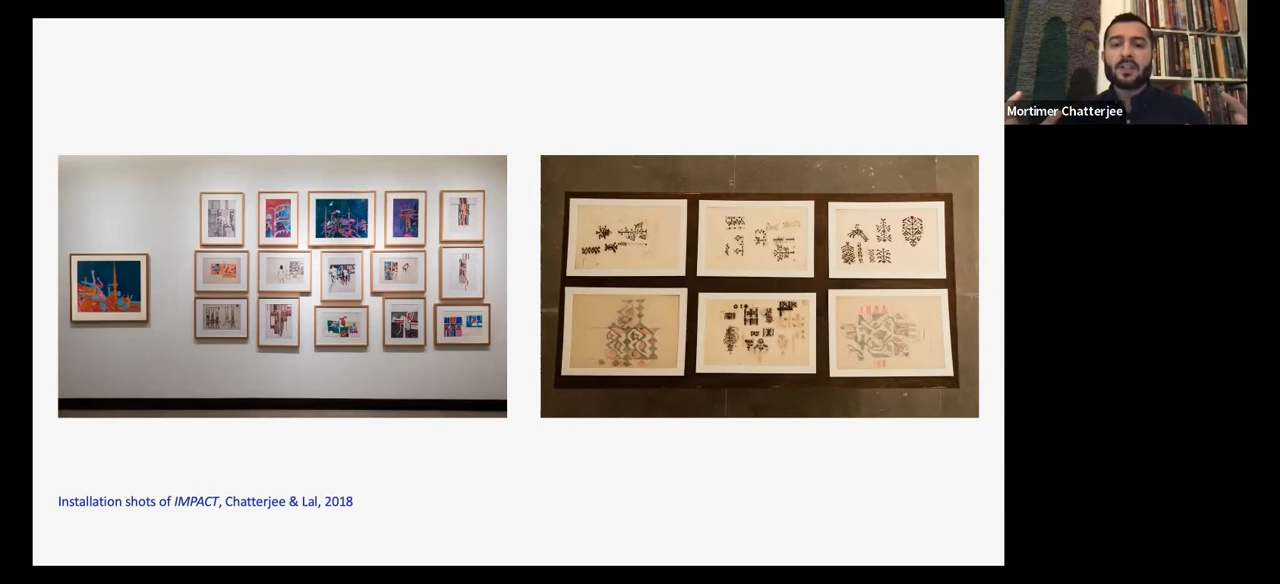 Mortimer Chatterjee
Installation shots of IMPACT, Chatterjee & Lal, 2018